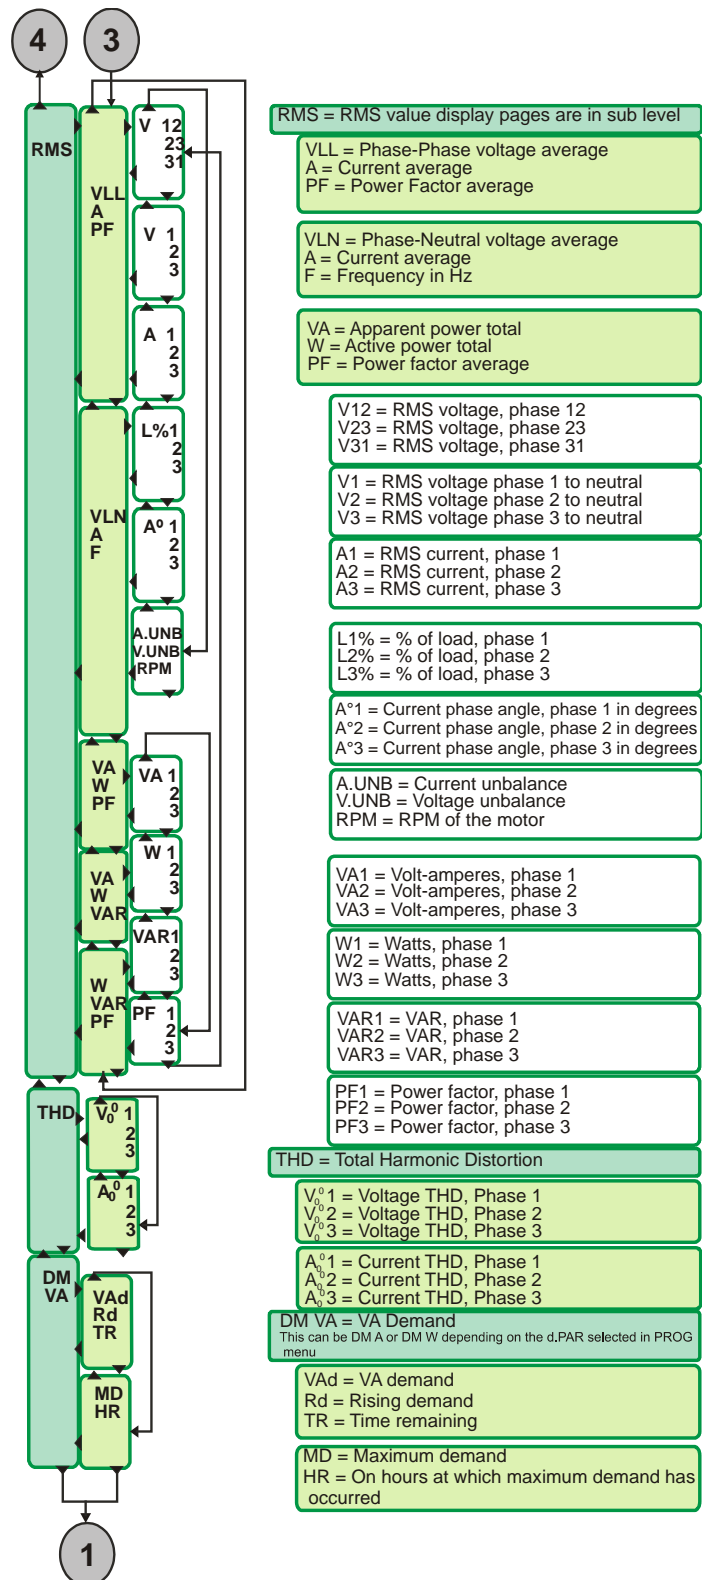 4
3
RMS
VLL
A
PF
V 12
23
31
V 1
2
3
A 1
2
3
VLN
A
F
L%1
2
3
Aº 1
2
3
A.UNB
V.UNB
RPM
VA
W
PF
VA 1
2
3
VA
W
VAR
W 1
2
3
W
VAR
PF
VAR1
2
3
PF 1
2
3
THD
V₀⁰ 1
2
3
A₀⁰ 1
2
3
DM
VA
VAd
Rd
TR
MD
HR
1
RMS = RMS value display pages are in sub level
VLL = Phase-Phase voltage average
A = Current average
PF = Power Factor average
VLN = Phase-Neutral voltage average
A = Current average
F = Frequency in Hz
VA = Apparent power total
W = Active power total
PF = Power factor average
V12 = RMS voltage, phase 12
V23 = RMS voltage, phase 23
V31 = RMS voltage, phase 31
V1 = RMS voltage phase 1 to neutral
V2 = RMS voltage phase 2 to neutral
V3 = RMS voltage phase 3 to neutral
A1 = RMS current, phase 1
A2 = RMS current, phase 2
A3 = RMS current, phase 3
L1% = % of load, phase 1
L2% = % of load, phase 2
L3% = % of load, phase 3
A°1 = Current phase angle, phase 1 in degrees
A°2 = Current phase angle, phase 2 in degrees
A°3 = Current phase angle, phase 3 in degrees
A.UNB = Current unbalance
V.UNB = Voltage unbalance
RPM = RPM of the motor
VA1 = Volt-amperes, phase 1
VA2 = Volt-amperes, phase 2
VA3 = Volt-amperes, phase 3
W1 = Watts, phase 1
W2 = Watts, phase 2
W3 = Watts, phase 3
VAR1 = VAR, phase 1
VAR2 = VAR, phase 2
VAR3 = VAR, phase 3
PF1 = Power factor, phase 1
PF2 = Power factor, phase 2
PF3 = Power factor, phase 3
THD = Total Harmonic Distortion
V₀⁰1 = Voltage THD, Phase 1
V₀⁰2 = Voltage THD, Phase 2
V₀⁰3 = Voltage THD, Phase 3
A₀⁰1 = Current THD, Phase 1
A₀⁰2 = Current THD, Phase 2
A₀⁰3 = Current THD, Phase 3
DM VA = VA Demand
This can be DM A or DM W depending on the d.PAR selected in PROG
menu
VAd = VA demand
Rd = Rising demand
TR = Time remaining
MD = Maximum demand
HR = On hours at which maximum demand has
occurred